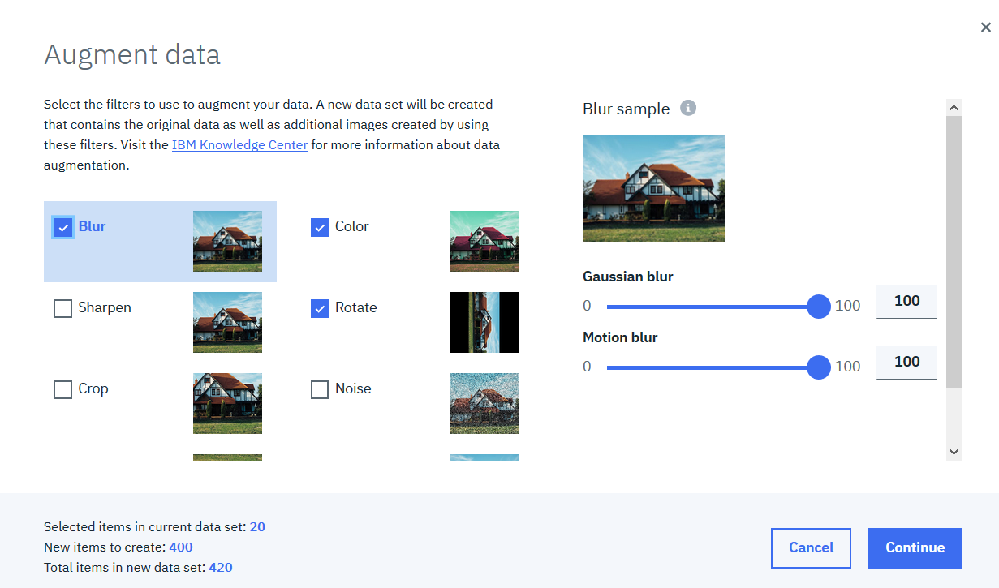 Augment data
Select the filters to use to augment your data. A new data set will be created
that contains the original data as well as additional images created by using
these filters. Visit the IBM Knowledge Center for more information about data
augmentation.
Blur
Color
Sharpen
Rotate
Crop
Noise
Blur sample
Gaussian blur
0 100 100
Motion blur
0 100 100
Selected items in current data set: 20
New items to create: 400
Total items in new data set: 420
Cancel
Continue